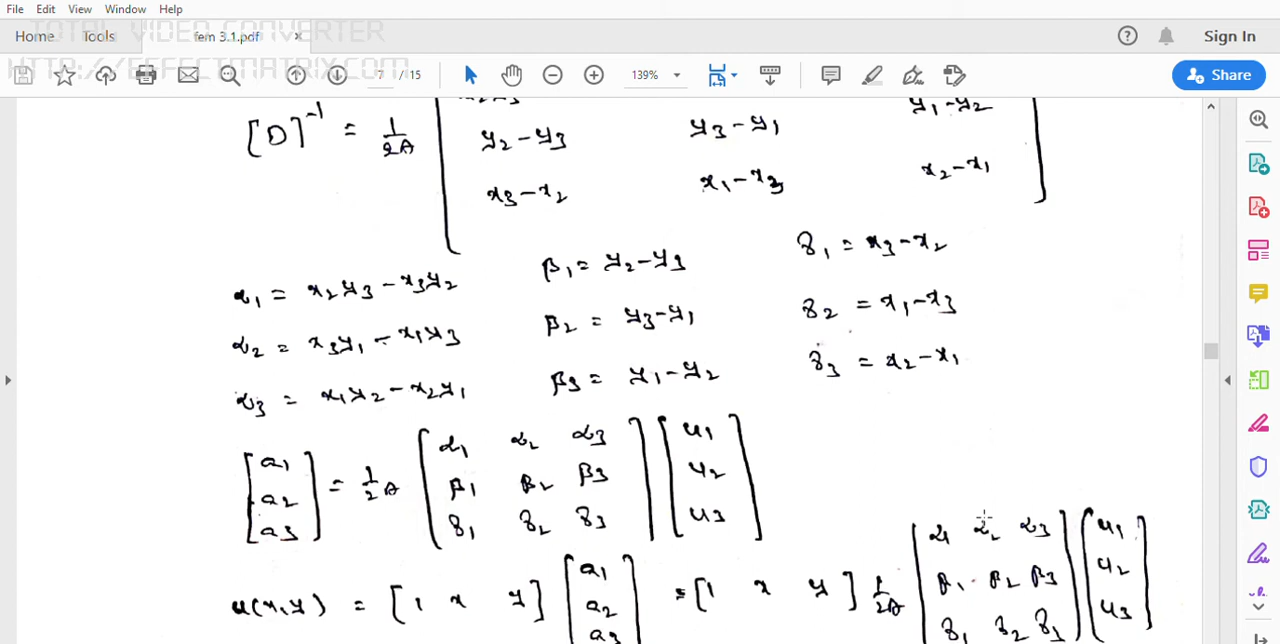 File Edit View Window Help
TOTAL VIDEO CONVERTER
Home Tools fem 3.1.pdf ×
HTTP://EFFECTMATRIX.COM
7 / 15 139% Share
Sign In
y₁-y₂
[D]⁻¹ = 1/2A y₂-y₃ y₃-y₁
x₃-x₂ x₁-x₃ x₂-x₁
α₁ = x₂y₃-x₃y₂ β₁ = y₂-y₃ γ₁ = x₃-x₂
α₂ = x₃y₁-x₁y₃ β₂ = y₃-y₁ γ₂ = x₁-x₃
α₃ = x₁y₂-x₂y₁ β₃ = y₁-y₂ γ₃ = x₂-x₁
[a₁ a₂ a₃] = 1/2A [α₁ α₂ α₃ β₁ β₂ β₃ γ₁ γ₂ γ₃] [u₁ u₂ u₃]
u(x,y) = [1 x y] [a₁ a₂ a₃] = [1 x y] 1/2A [α₁ α₂ α₃ β₁ β₂ β₃ γ₁ γ₂ γ₃] [u₁ u₂ u₃]